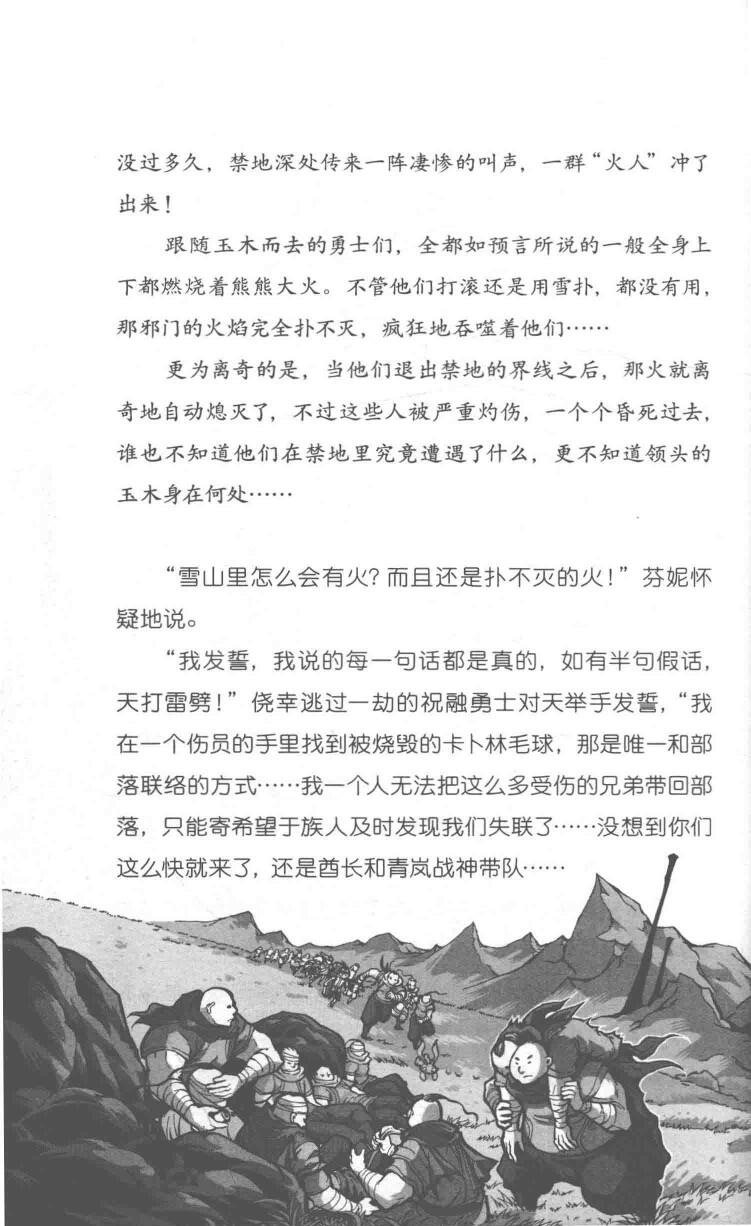 没过多久，禁地深处传来一阵凄惨的叫声，一群“火人”冲了
出来！
跟随玉木而去的勇士们，全都如预言所说的一般全身上
下都燃烧着熊熊大火。不管他们打滚还是用雪扑，都没有用，
那邪门的火焰完全扑不灭，疯狂地吞噬着他们……
更为离奇的是，当他们退出禁地的界线之后，那火就离
奇地自动熄灭了，不过这些人被严重灼伤，一个个昏死过去，
谁也不知道他们在禁地里究竟遭遇了什么，更不知道领头的
玉木身在何处……
“雪山里怎么会有火？而且还是扑不灭的火！”芬妮怀
疑地说。
“我发誓，我说的每一句话都是真的，如有半句假话，
天打雷劈！”侥幸逃过一劫的祝融勇士对天举手发誓，“我
在一个伤员的手里找到被烧毁的卡卜林毛球，那是唯一和部
落联络的方式……我一个人无法把这么多受伤的兄弟带回部
落，只能寄希望于族人及时发现我们失联了……没想到你们
这么快就来了，还是酋长和青岚战神带队……